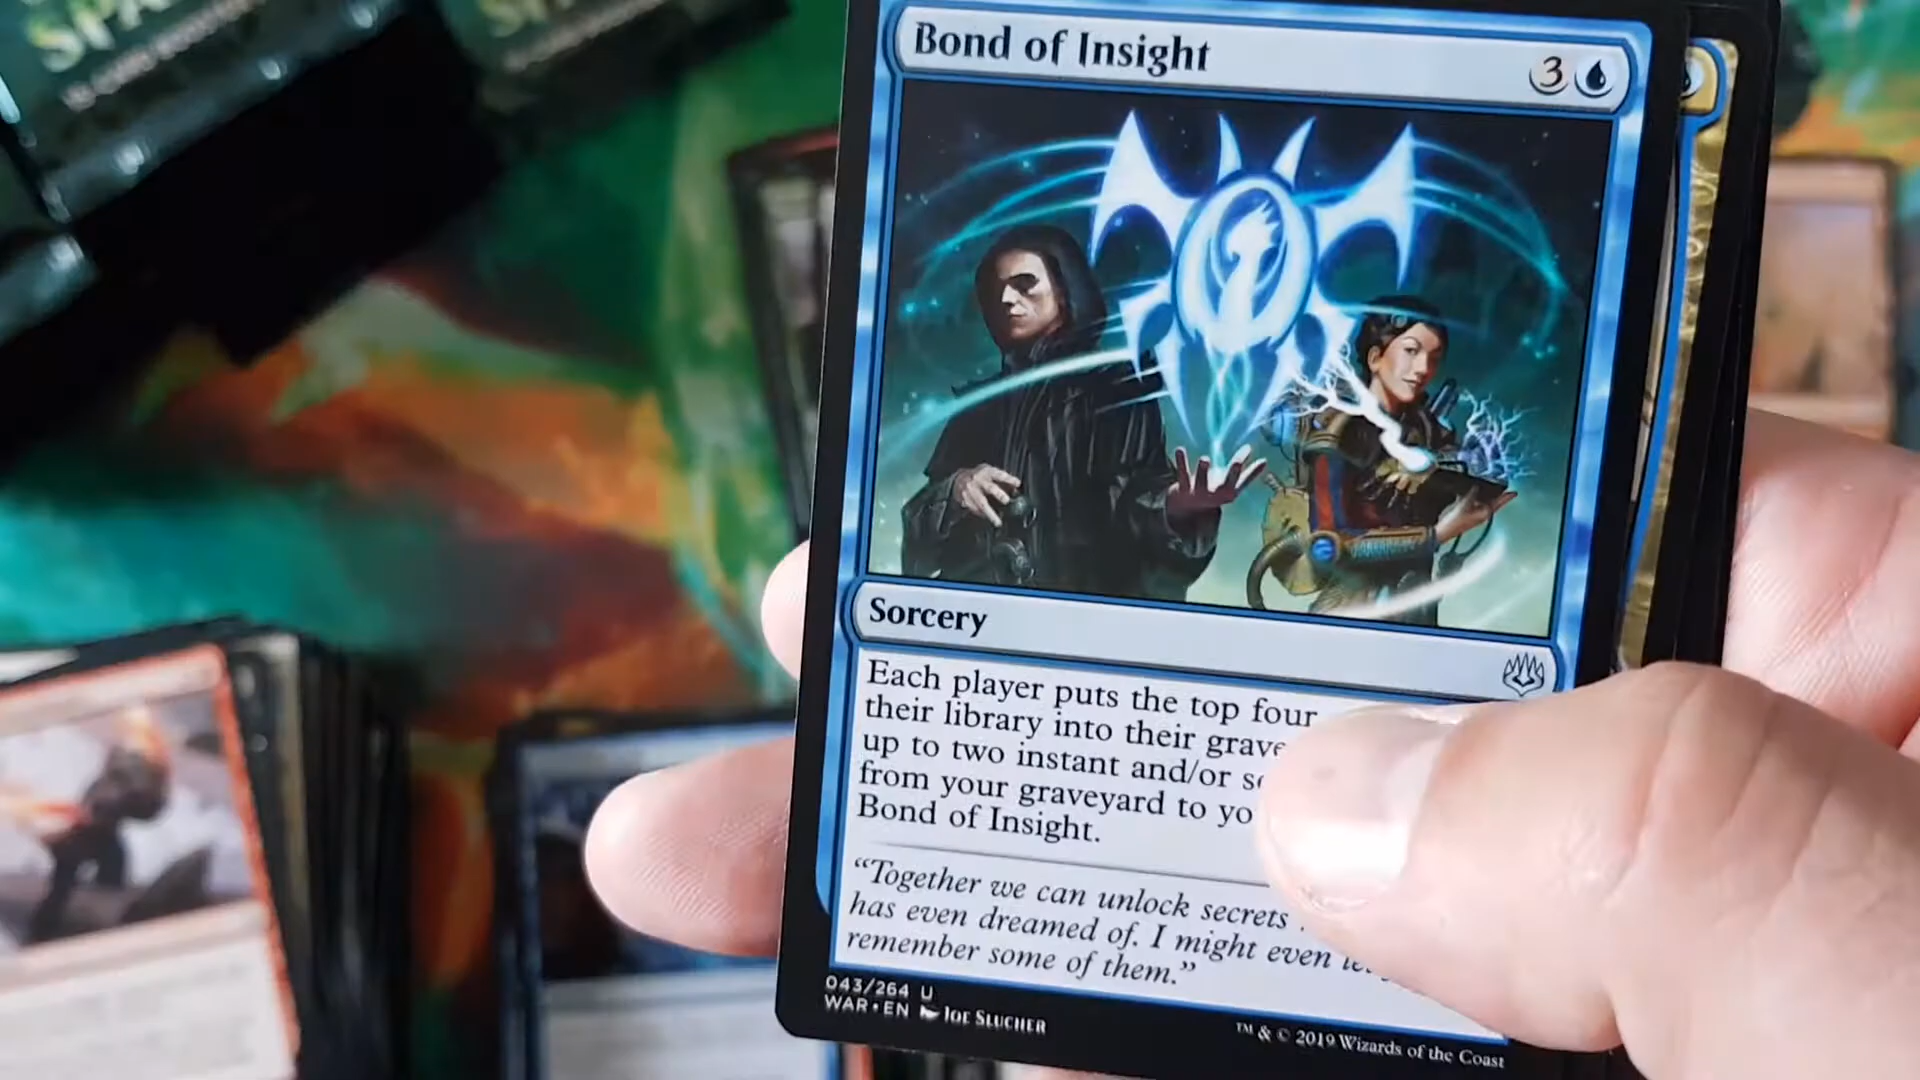 SPA
Bond of Insight
3
Sorcery
Each player puts the top four
their library into their grave
up to two instant and/or so
from your graveyard to yo
Bond of Insight.
“Together we can unlock secrets
has even dreamed of. I might even le
remember some of them.”
043/264 U
WAR • EN Joe Slucher
™ & © 2019 Wizards of the Coast